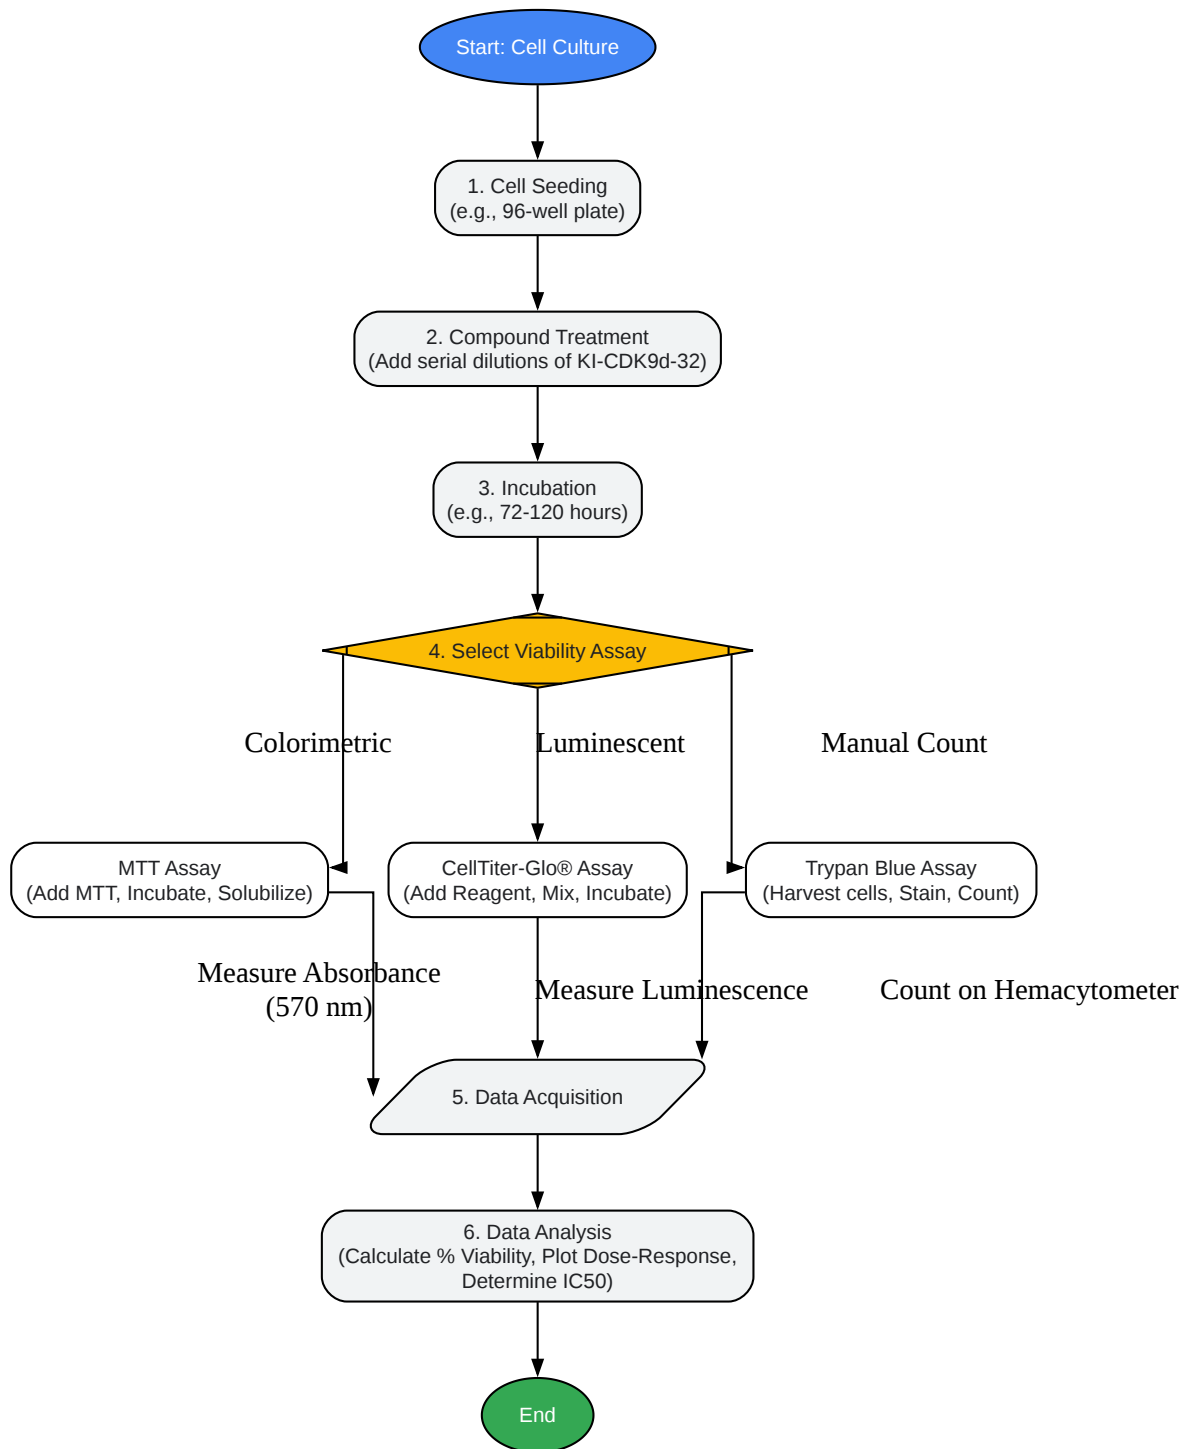 Start: Cell Culture
1. Cell Seeding
(e.g., 96-well plate)
2. Compound Treatment
(Add serial dilutions of KI-CDK9d-32)
3. Incubation
(e.g., 72-120 hours)
4. Select Viability Assay
Colorimetric
Luminescent
Manual Count
MTT Assay
(Add MTT, Incubate, Solubilize)
CellTiter-Glo® Assay
(Add Reagent, Mix, Incubate)
Trypan Blue Assay
(Harvest cells, Stain, Count)
Measure Absorbance
(570 nm)
Measure Luminescence
Count on Hemacytometer
5. Data Acquisition
6. Data Analysis
(Calculate % Viability, Plot Dose-Response,
Determine IC50)
End